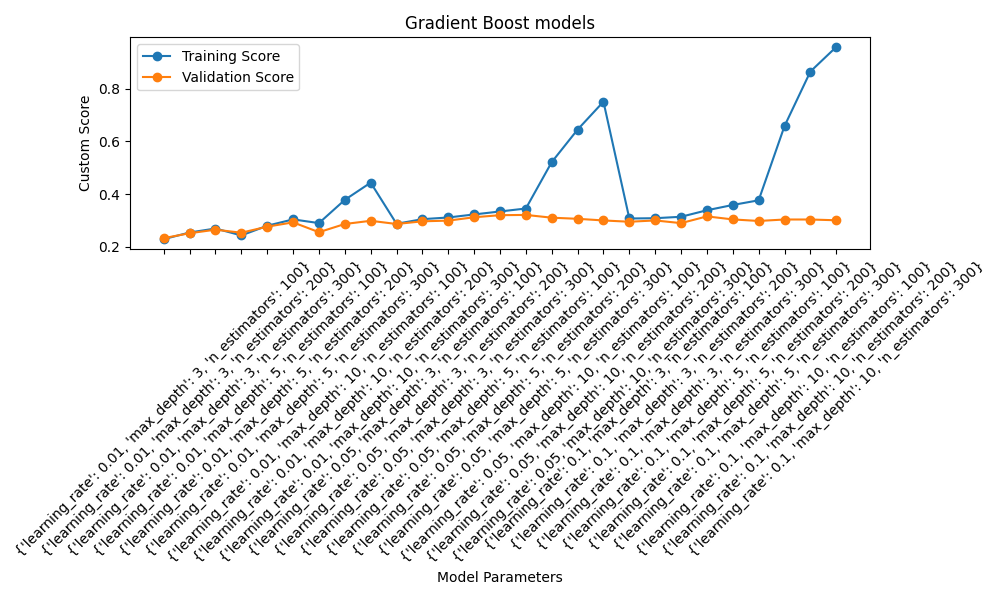 Gradient Boost models
Training Score
Validation Score
Custom Score
0.8
0.6
0.4
0.2
{'learning_rate': 0.01, 'max_depth': 3, 'n_estimators': 100}
{'learning_rate': 0.01, 'max_depth': 3, 'n_estimators': 200}
{'learning_rate': 0.01, 'max_depth': 3, 'n_estimators': 300}
{'learning_rate': 0.01, 'max_depth': 5, 'n_estimators': 100}
{'learning_rate': 0.01, 'max_depth': 5, 'n_estimators': 200}
{'learning_rate': 0.01, 'max_depth': 5, 'n_estimators': 300}
{'learning_rate': 0.01, 'max_depth': 10, 'n_estimators': 100}
{'learning_rate': 0.01, 'max_depth': 10, 'n_estimators': 200}
{'learning_rate': 0.01, 'max_depth': 10, 'n_estimators': 300}
{'learning_rate': 0.05, 'max_depth': 3, 'n_estimators': 100}
{'learning_rate': 0.05, 'max_depth': 3, 'n_estimators': 200}
{'learning_rate': 0.05, 'max_depth': 3, 'n_estimators': 300}
{'learning_rate': 0.05, 'max_depth': 5, 'n_estimators': 100}
{'learning_rate': 0.05, 'max_depth': 5, 'n_estimators': 200}
{'learning_rate': 0.05, 'max_depth': 5, 'n_estimators': 300}
{'learning_rate': 0.05, 'max_depth': 10, 'n_estimators': 100}
{'learning_rate': 0.05, 'max_depth': 10, 'n_estimators': 200}
{'learning_rate': 0.05, 'max_depth': 10, 'n_estimators': 300}
{'learning_rate': 0.1, 'max_depth': 3, 'n_estimators': 100}
{'learning_rate': 0.1, 'max_depth': 3, 'n_estimators': 200}
{'learning_rate': 0.1, 'max_depth': 3, 'n_estimators': 300}
{'learning_rate': 0.1, 'max_depth': 5, 'n_estimators': 100}
{'learning_rate': 0.1, 'max_depth': 5, 'n_estimators': 200}
{'learning_rate': 0.1, 'max_depth': 5, 'n_estimators': 300}
{'learning_rate': 0.1, 'max_depth': 10, 'n_estimators': 100}
{'learning_rate': 0.1, 'max_depth': 10, 'n_estimators': 200}
{'learning_rate': 0.1, 'max_depth': 10, 'n_estimators': 300}
Model Parameters